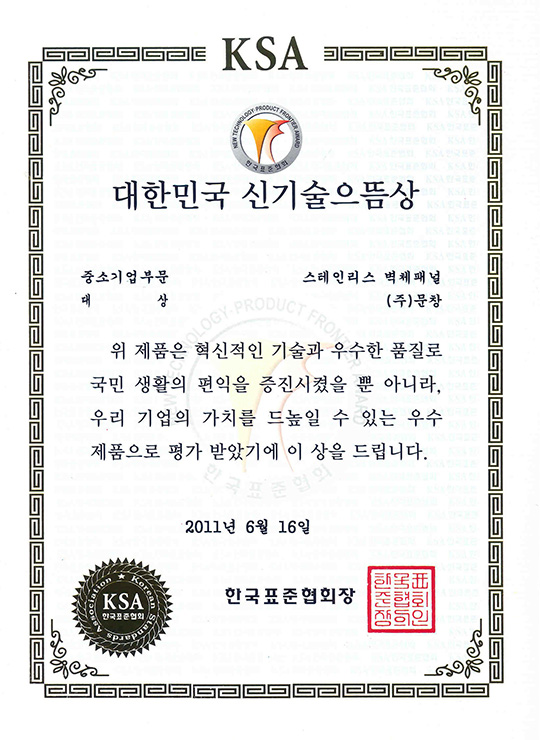 KSA
NEW TECHNOLOGY·PRODUCT FRONTIER AWARD
한국표준협회
대한민국 신기술으뜸상
중소기업부문 스테인리스 벽체패널
대 상 (주)문창
위 제품은 혁신적인 기술과 우수한 품질로
국민 생활의 편익을 증진시켰을 뿐 아니라,
우리 기업의 가치를 드높일 수 있는 우수
제품으로 평가 받았기에 이 상을 드립니다.
NEW TECHNOLOGY·PRODUCT FRONTIER AWARD
한국표준협회
2011년 6월 16일
한국표준협회장
Korean Standards Association
KSA
한국표준협회